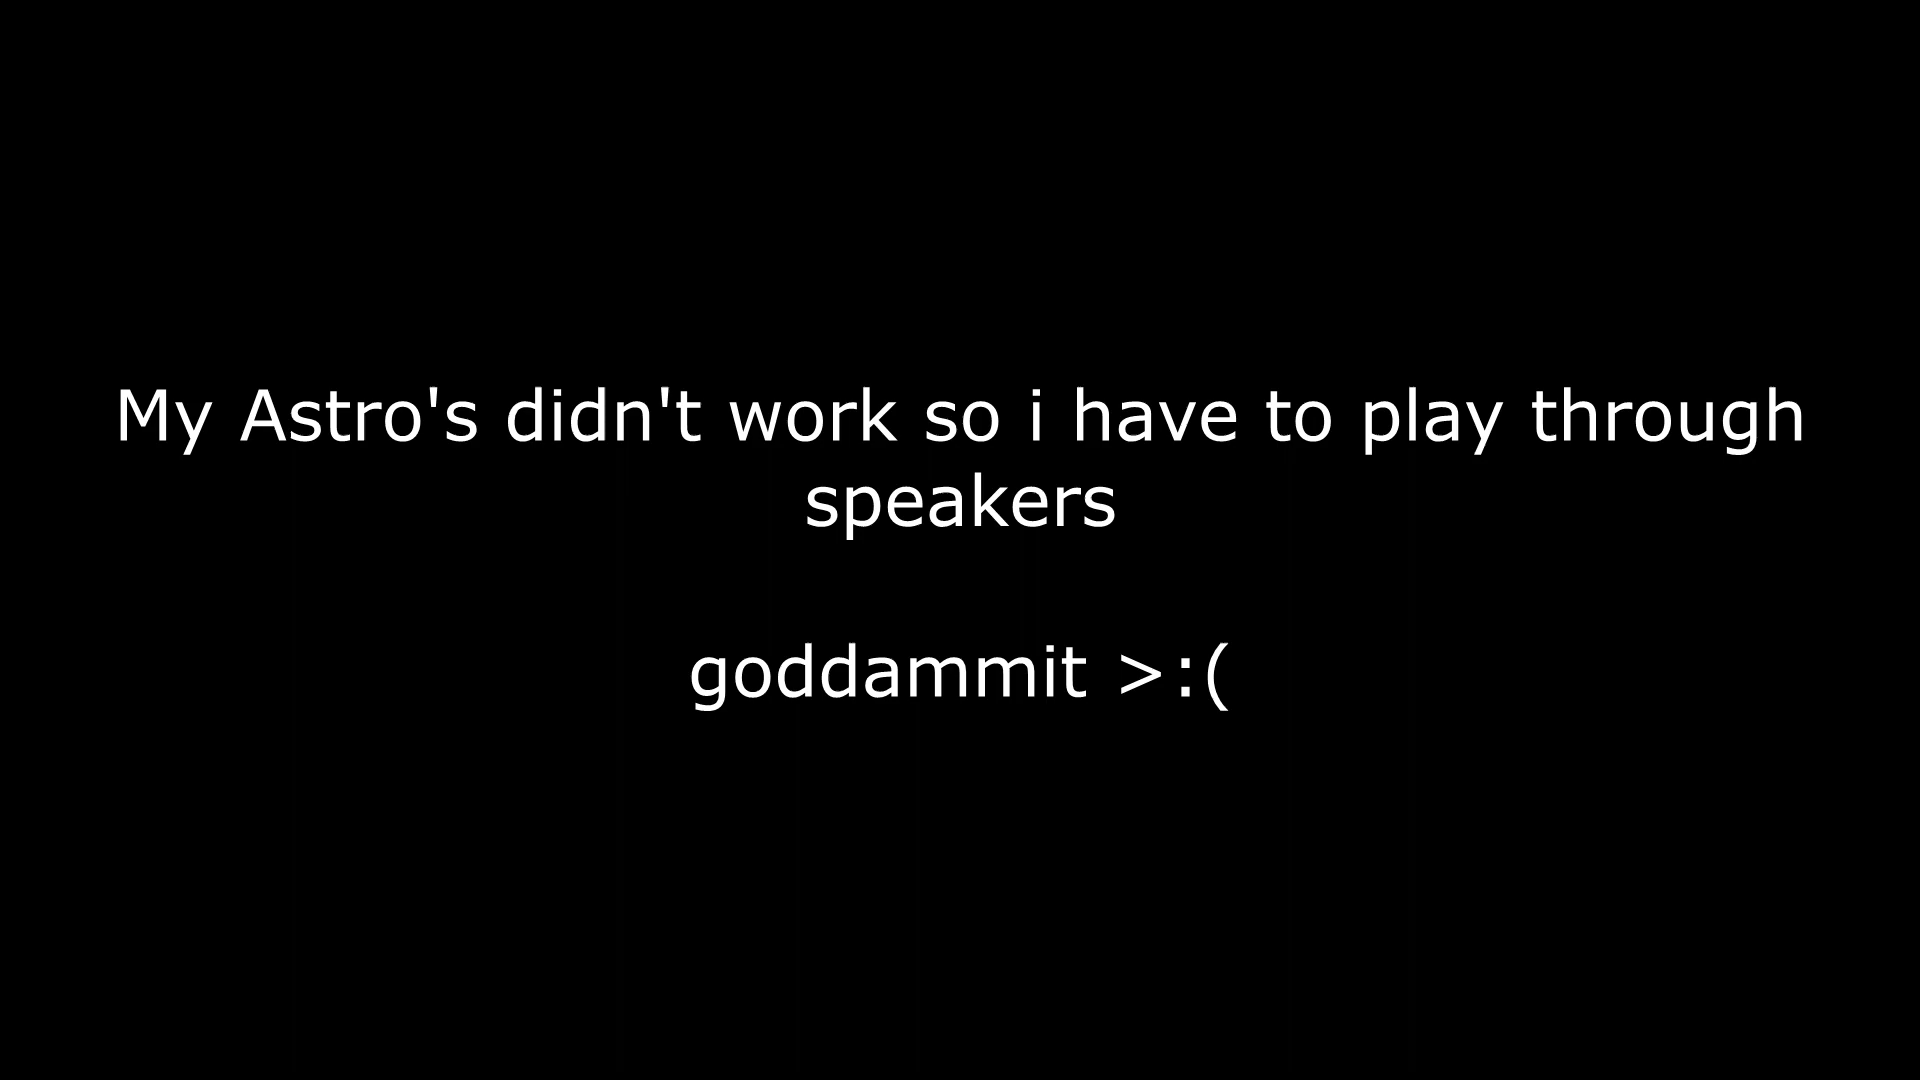 My Astro's didn't work so i have to play through
speakers
goddammit >:(